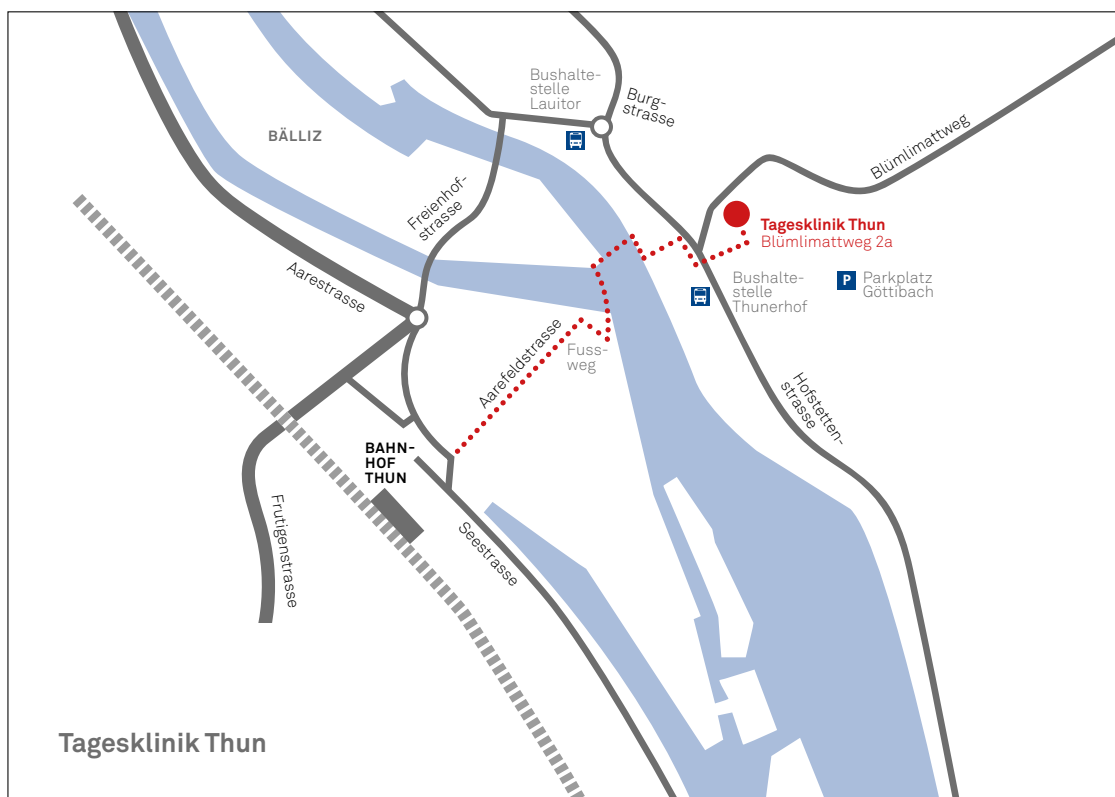 Bushalte-
stelle
Lauitor
Burg-
strasse
BÄLLIZ
Blümlimattweg
Freienhof-
strasse
Tagesklinik Thun
Blümlimattweg 2a
Aarestrasse
Bushalte-
stelle
Thunerhof
P Parkplatz
Göttibach
Aarefeldstrasse
Fuss-
weg
Hofstetten-
strasse
BAHN-
HOF
THUN
Frutigenstrasse
Seestrasse
Tagesklinik Thun